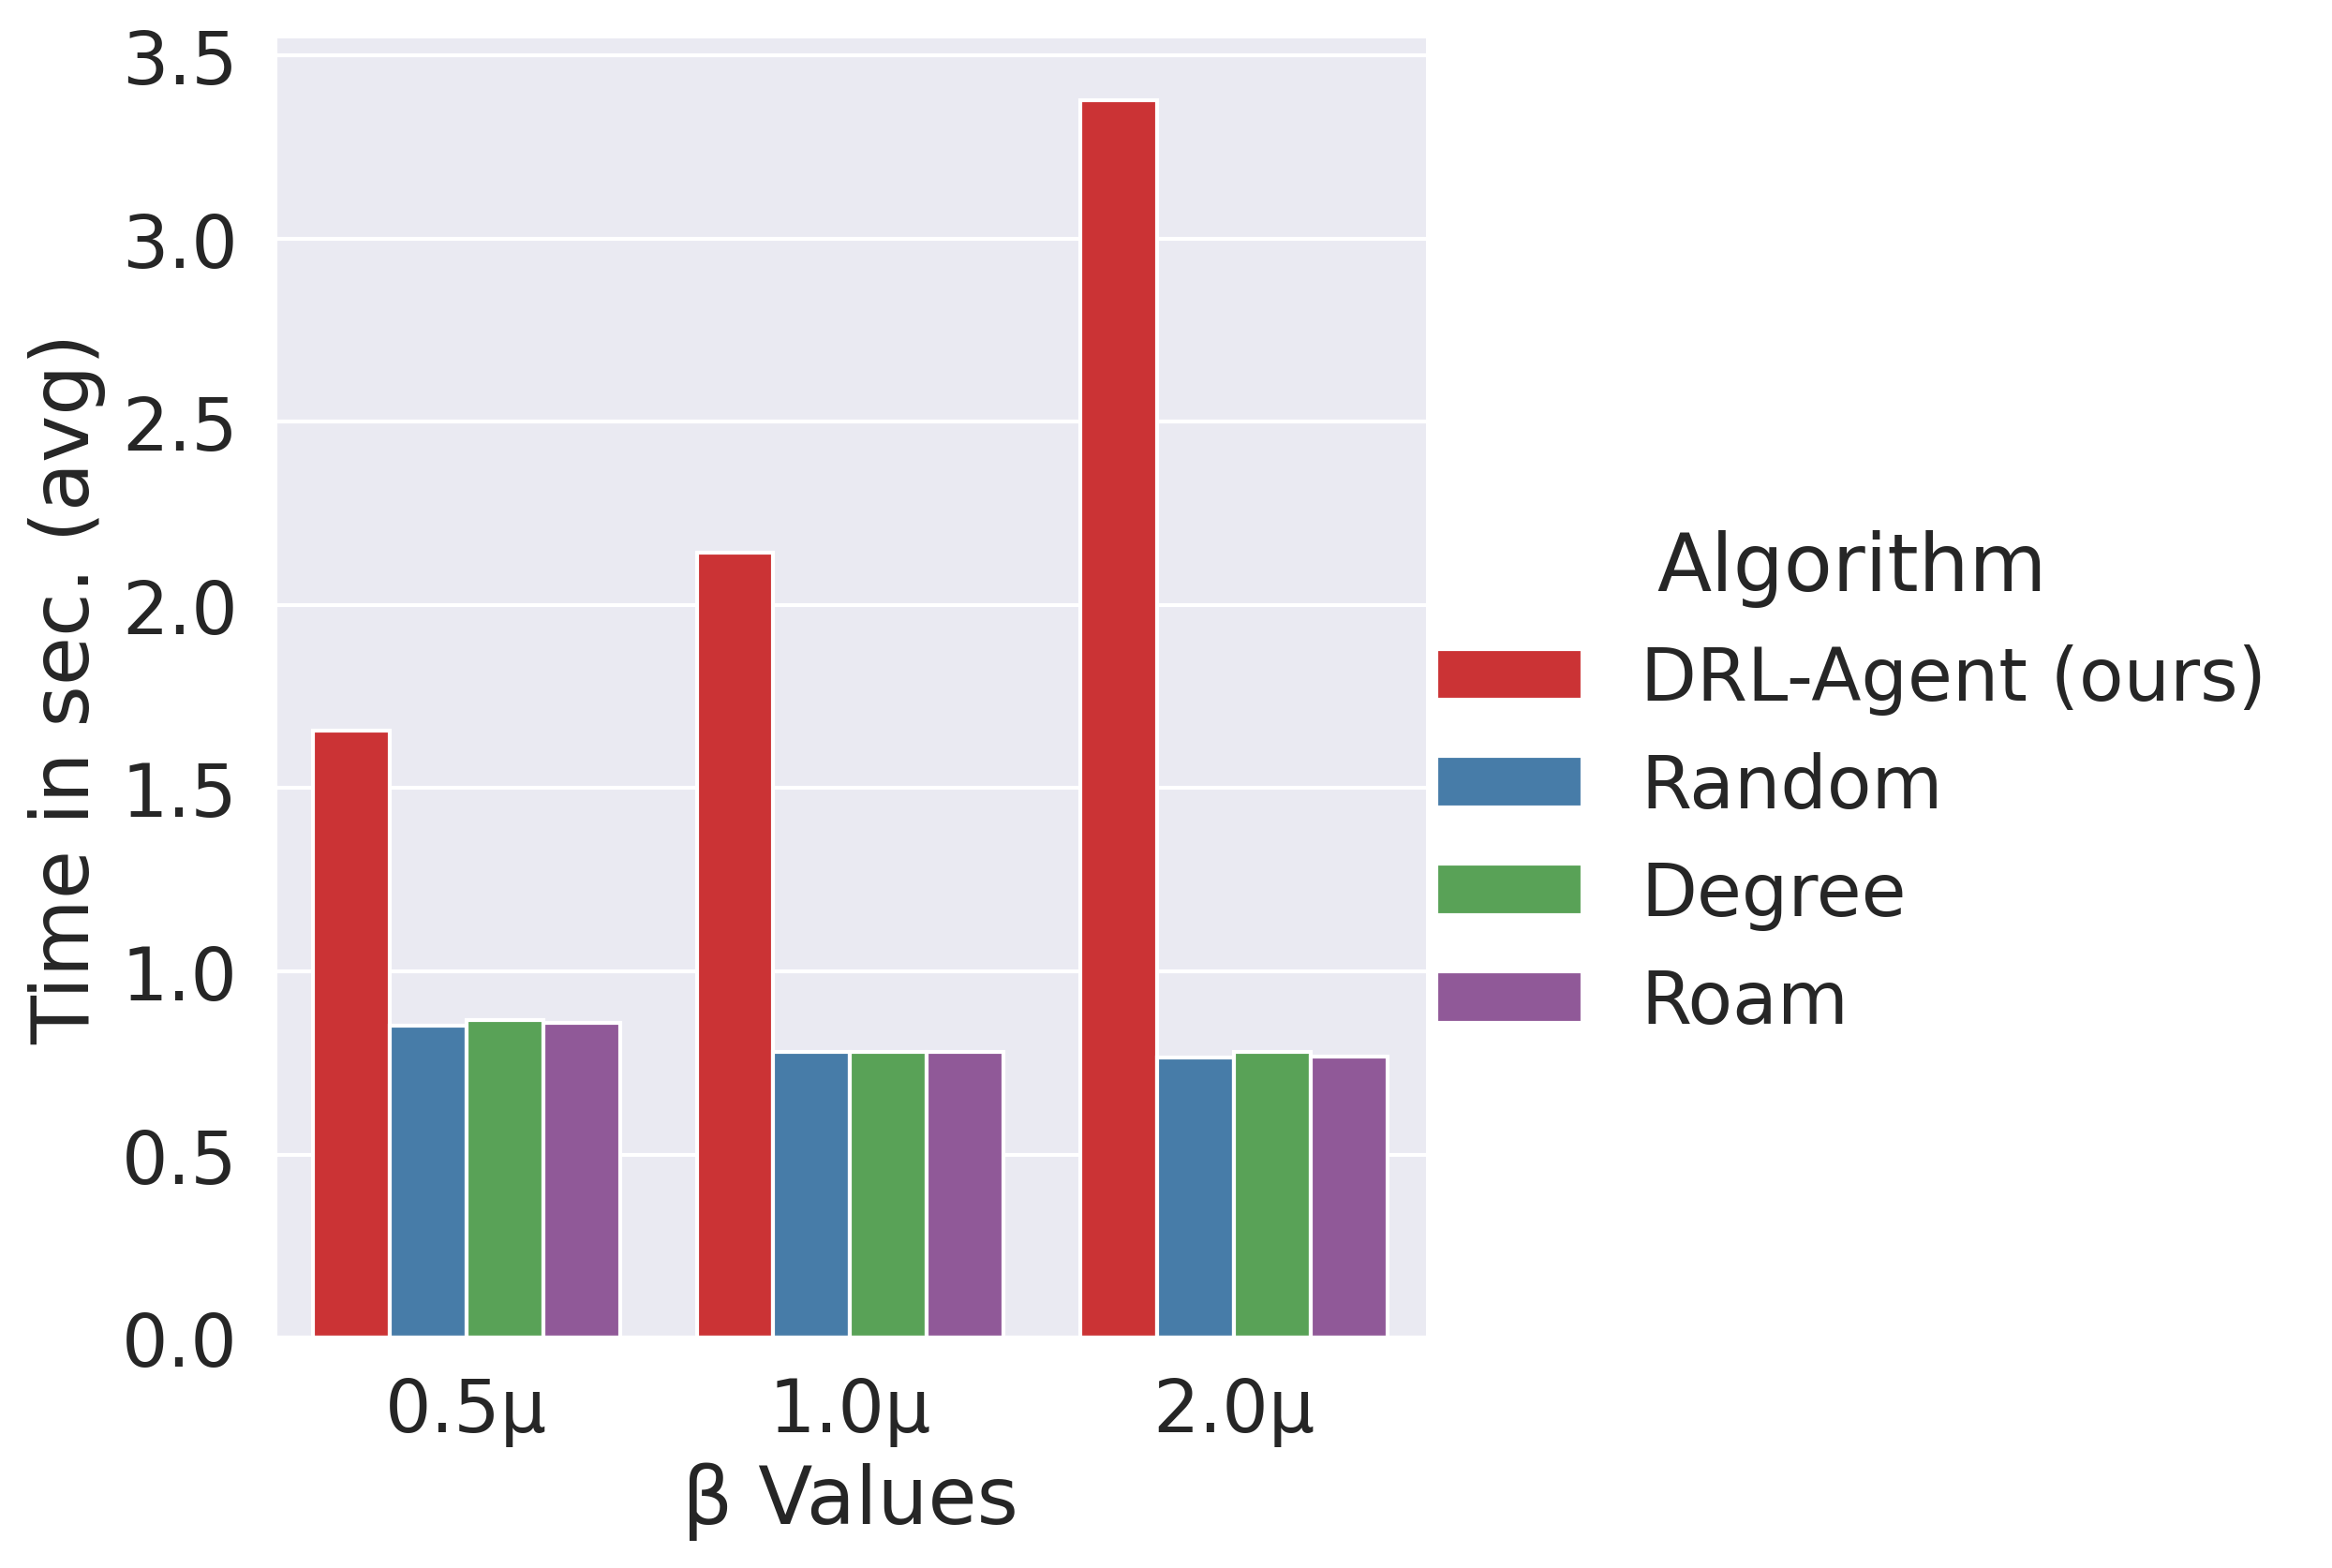 3.5
3.0
2.5
2.0
1.5
1.0
0.5
0.0
Time in sec. (avg)
0.5µ 1.0µ 2.0µ
β Values
Algorithm
DRL-Agent (ours)
Random
Degree
Roam